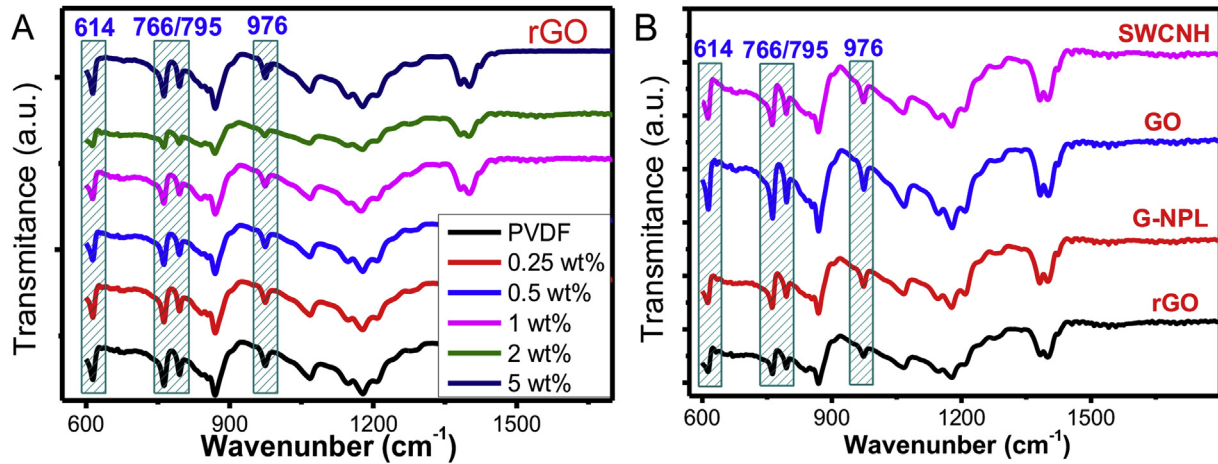 A
614 766/795 976
rGO
Transmitance (a.u.)
PVDF
0.25 wt%
0.5 wt%
1 wt%
2 wt%
5 wt%
600 900 1200 1500
Wavenunber (cm⁻¹)
B
614 766/795 976
SWCNH
GO
G-NPL
rGO
Transmitance (a.u.)
600 900 1200 1500
Wavenunber (cm⁻¹)